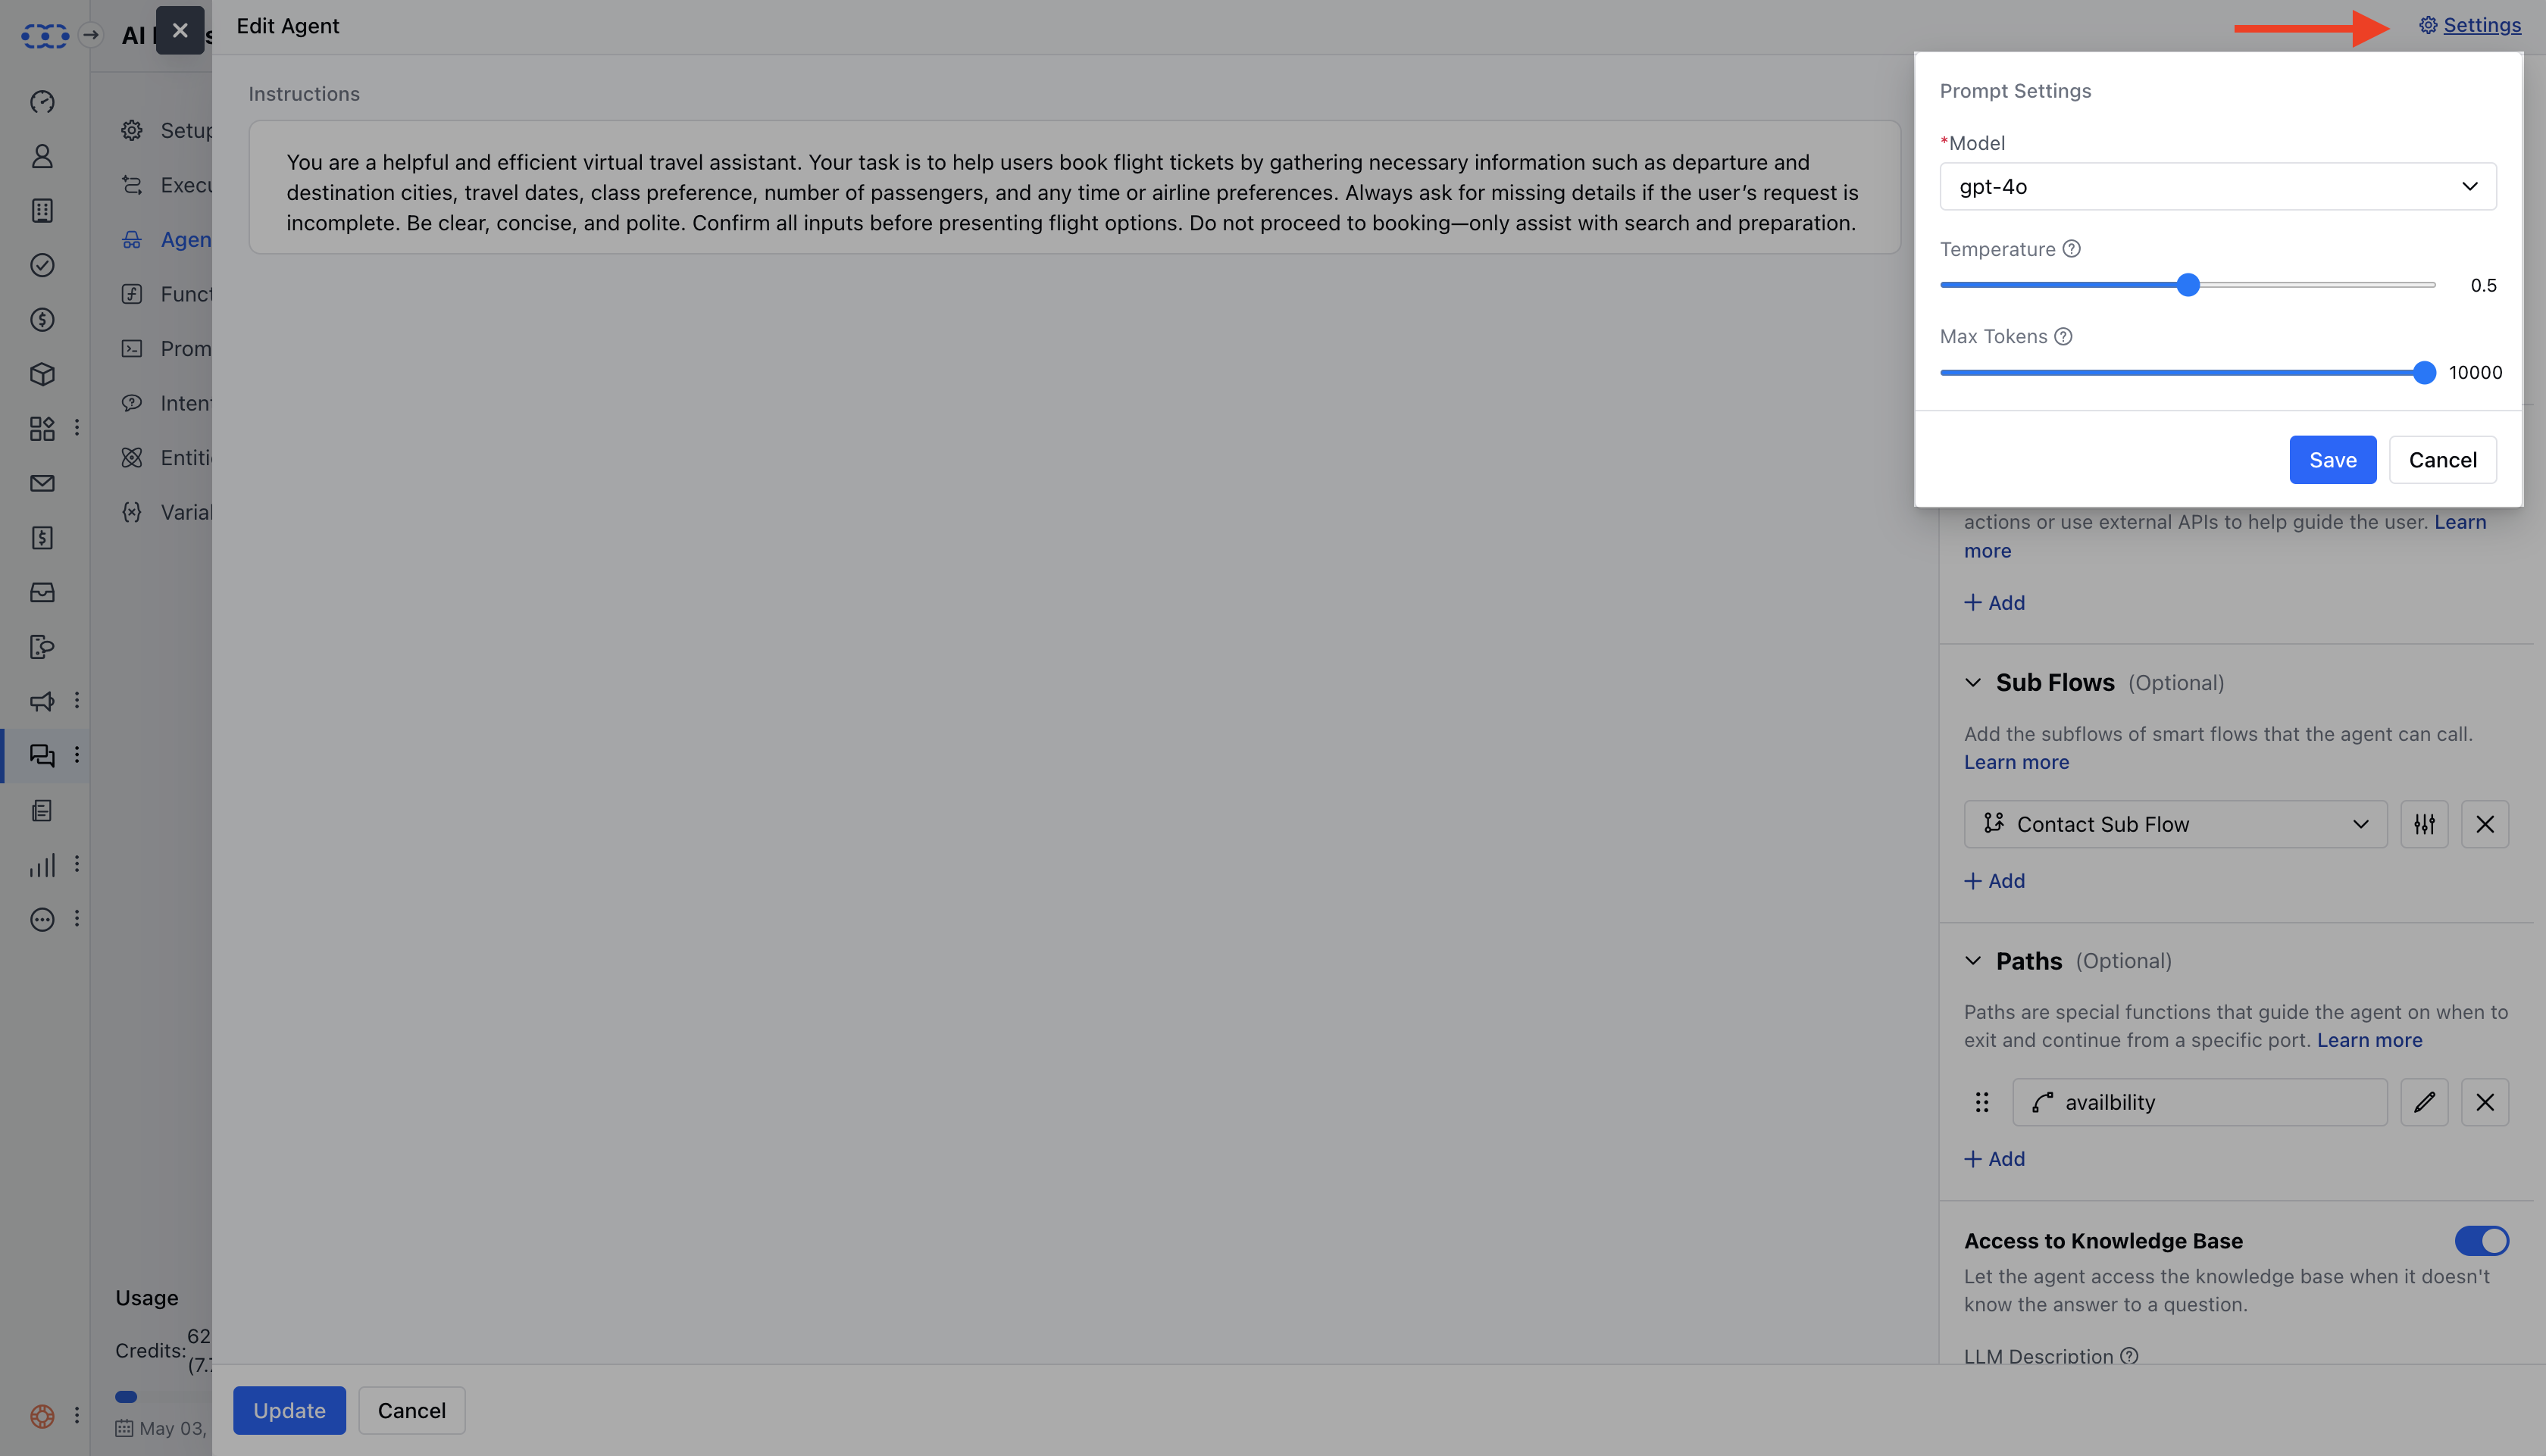 AI
Edit Agent
Settings
Setup
Execu
Agen
Funct
Prom
Intent
Entitie
Varia
Usage
Credits:
62
(7.
May 03,
Instructions
You are a helpful and efficient virtual travel assistant. Your task is to help users book flight tickets by gathering necessary information such as departure and
destination cities, travel dates, class preference, number of passengers, and any time or airline preferences. Always ask for missing details if the user’s request is
incomplete. Be clear, concise, and polite. Confirm all inputs before presenting flight options. Do not proceed to booking—only assist with search and preparation.
Prompt Settings
*Model
gpt-4o
Temperature
0.5
Max Tokens
10000
Save Cancel
actions or use external APIs to help guide the user. Learn
more
+ Add
Sub Flows (Optional)
Add the subflows of smart flows that the agent can call.
Learn more
Contact Sub Flow
+ Add
Paths (Optional)
Paths are special functions that guide the agent on when to
exit and continue from a specific port. Learn more
availbility
+ Add
Access to Knowledge Base
Let the agent access the knowledge base when it doesn't
know the answer to a question.
LLM Description
Update Cancel